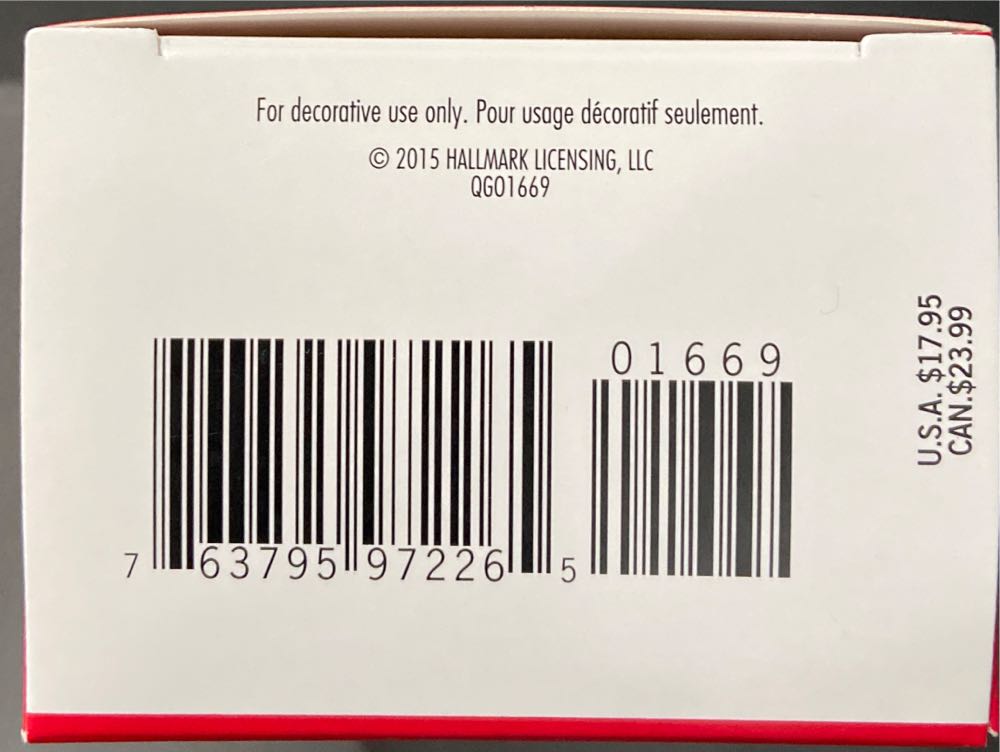 For decorative use only. Pour usage décoratif seulement.
© 2015 HALLMARK LICENSING, LLC
QGO1669
01669
7 63795 97226 5
U.S.A. $17.95
CAN.$23.99